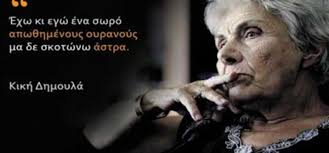 “
Έχω κι εγώ ένα σωρό
απωθημένους ουρανούς
μα δε σκοτώνω άστρα.
Κική Δημουλά